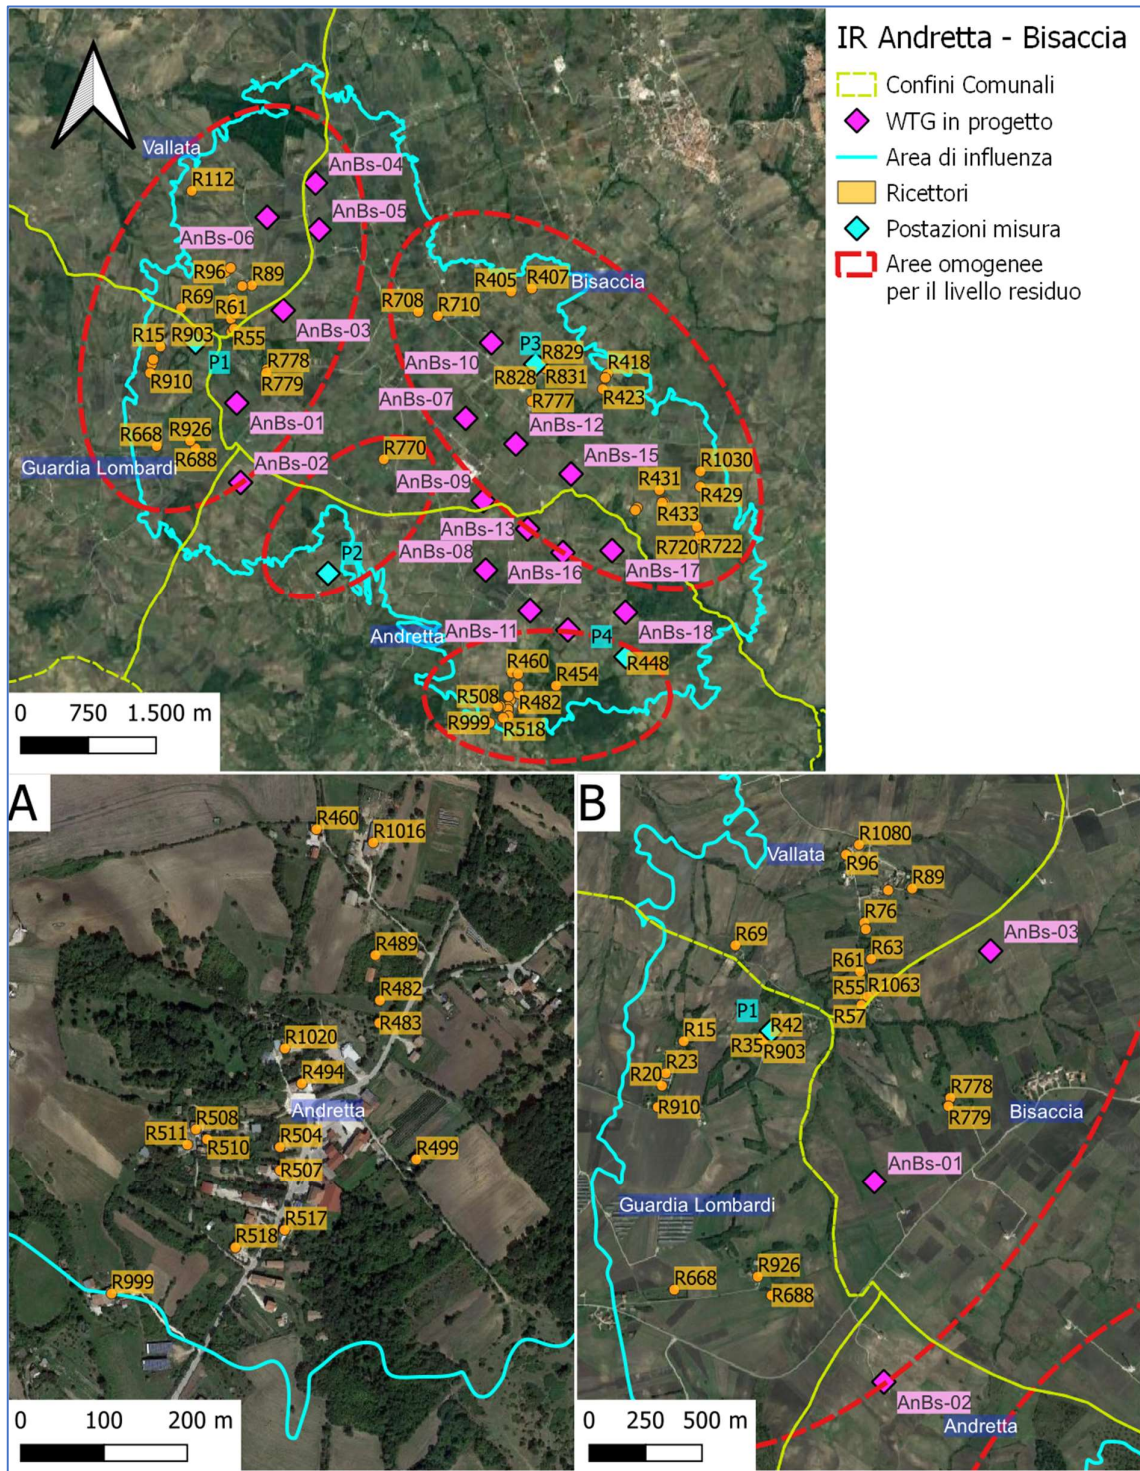 IR Andretta - Bisaccia
Confini Comunali
WTG in progetto
Area di influenza
Ricettori
Postazioni misura
Aree omogenee
per il livello residuo
Vallata
R112
AnBs-04
AnBs-05
AnBs-06
R96
R89
R69
R61
AnBs-03
R55
R15
R903
P1
R778
R779
R910
AnBs-01
R926
R668
R688
Guardia Lombardi
AnBs-02
R405
R407
Bisaccia
R708
R710
AnBs-10
P3
R829
R828
R831
R418
R423
R777
AnBs-07
AnBs-12
R770
AnBs-15
AnBs-09
R1030
R431
R429
R433
AnBs-13
R720
R722
AnBs-08
AnBs-16
AnBs-17
P2
Andretta
AnBs-11
P4
AnBs-18
R460
R454
R448
R508
R482
R999
R518
0 750 1.500 m
A
R460
R1016
R489
R482
R483
R1020
R494
Andretta
R508
R511
R510
R504
R499
R507
R517
R518
R999
0 100 200 m
B
R1080
Vallata
R96
R89
R76
R69
AnBs-03
R63
R61
R55
R1063
R57
P1
R15
R42
R35
R903
R23
R20
R910
R778
R779
Bisaccia
AnBs-01
Guardia Lombardi
R926
R668
R688
AnBs-02
Andretta
0 250 500 m